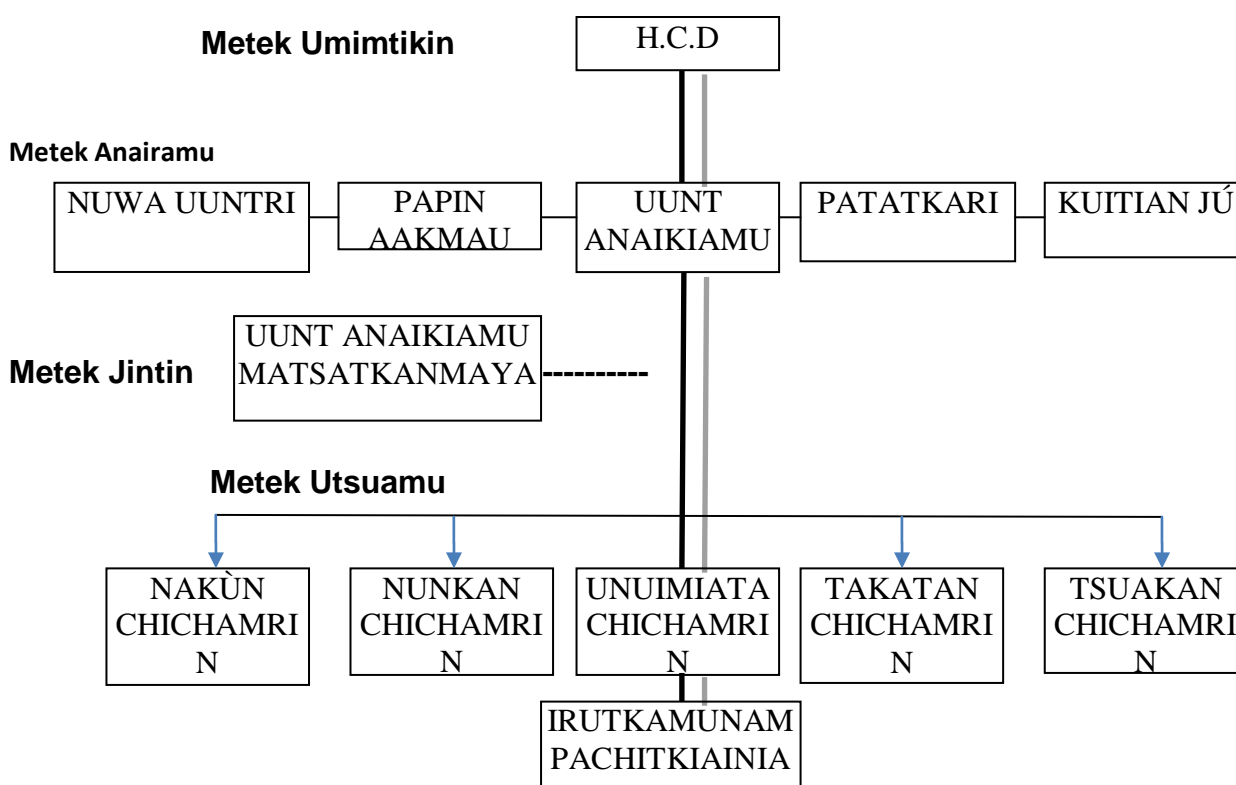 Metek Umimtikin
H.C.D
Metek Anairamu
NUWA UUNTRI
PAPIN
AAKMAU
UUNT
ANAIKIAMU
PATATKARI
KUITIAN JÚ
Metek Jintin
UUNT ANAIKIAMU
MATSATKANMAYA
Metek Utsuamu
NAKÙN
CHICHAMRI
N
NUNKAN
CHICHAMRI
N
UNUIMIATA
CHICHAMRI
N
TAKATAN
CHICHAMRI
N
TSUAKAN
CHICHAMRI
N
IRUTKAMUNAM
PACHITKIAINIA